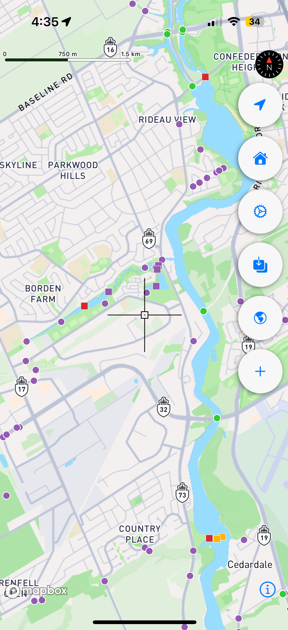 4:35
34
0
750 m
1.5 km
16
CONFEDE
HEIGH
N
BASELINE RD
RIDEAU VIEW
SKYLINE
PARKWOOD
HILLS
69
BORDEN
FARM
19
17
32
73
COUNTRY
PLACE
19
Cedardale
RENFELL
mapbox